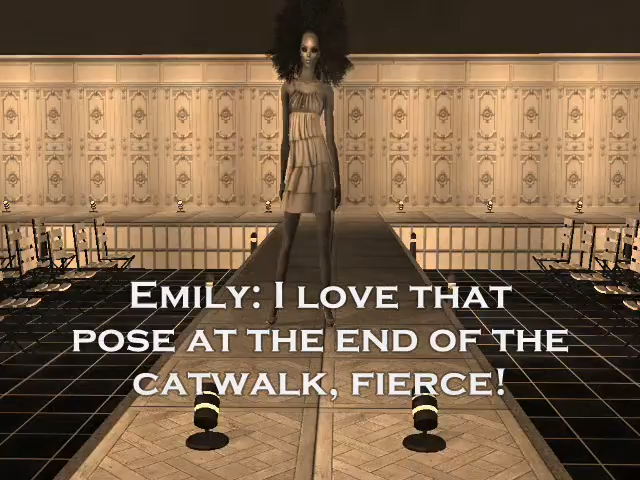 Emily: I love that
pose at the end of the
catwalk, fierce!